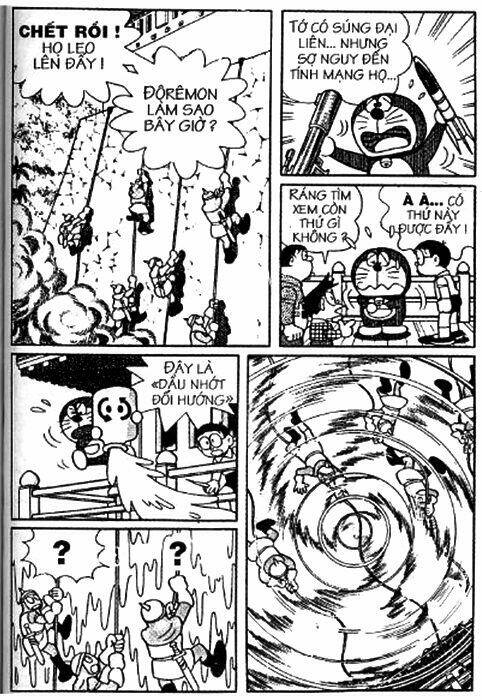 CHẾT RỒI !
HỌ LEO
LÊN ĐẤY !
ĐÔRÊMON
LÀM SAO
BÂY GIỜ ?
TỚ CÓ SÚNG ĐẠI
LIÊN... NHƯNG
SỢ NGUY ĐẾN
TÍNH MẠNG HỌ...
RÁNG TÌM
XEM CÒN
THỨ GÌ
KHÔNG ?
À À... CÓ
THỨ NÀY
ĐƯỢC ĐẤY !
ĐÂY LÀ
«DẦU NHỚT
ĐỔI HƯỚNG»
?
?